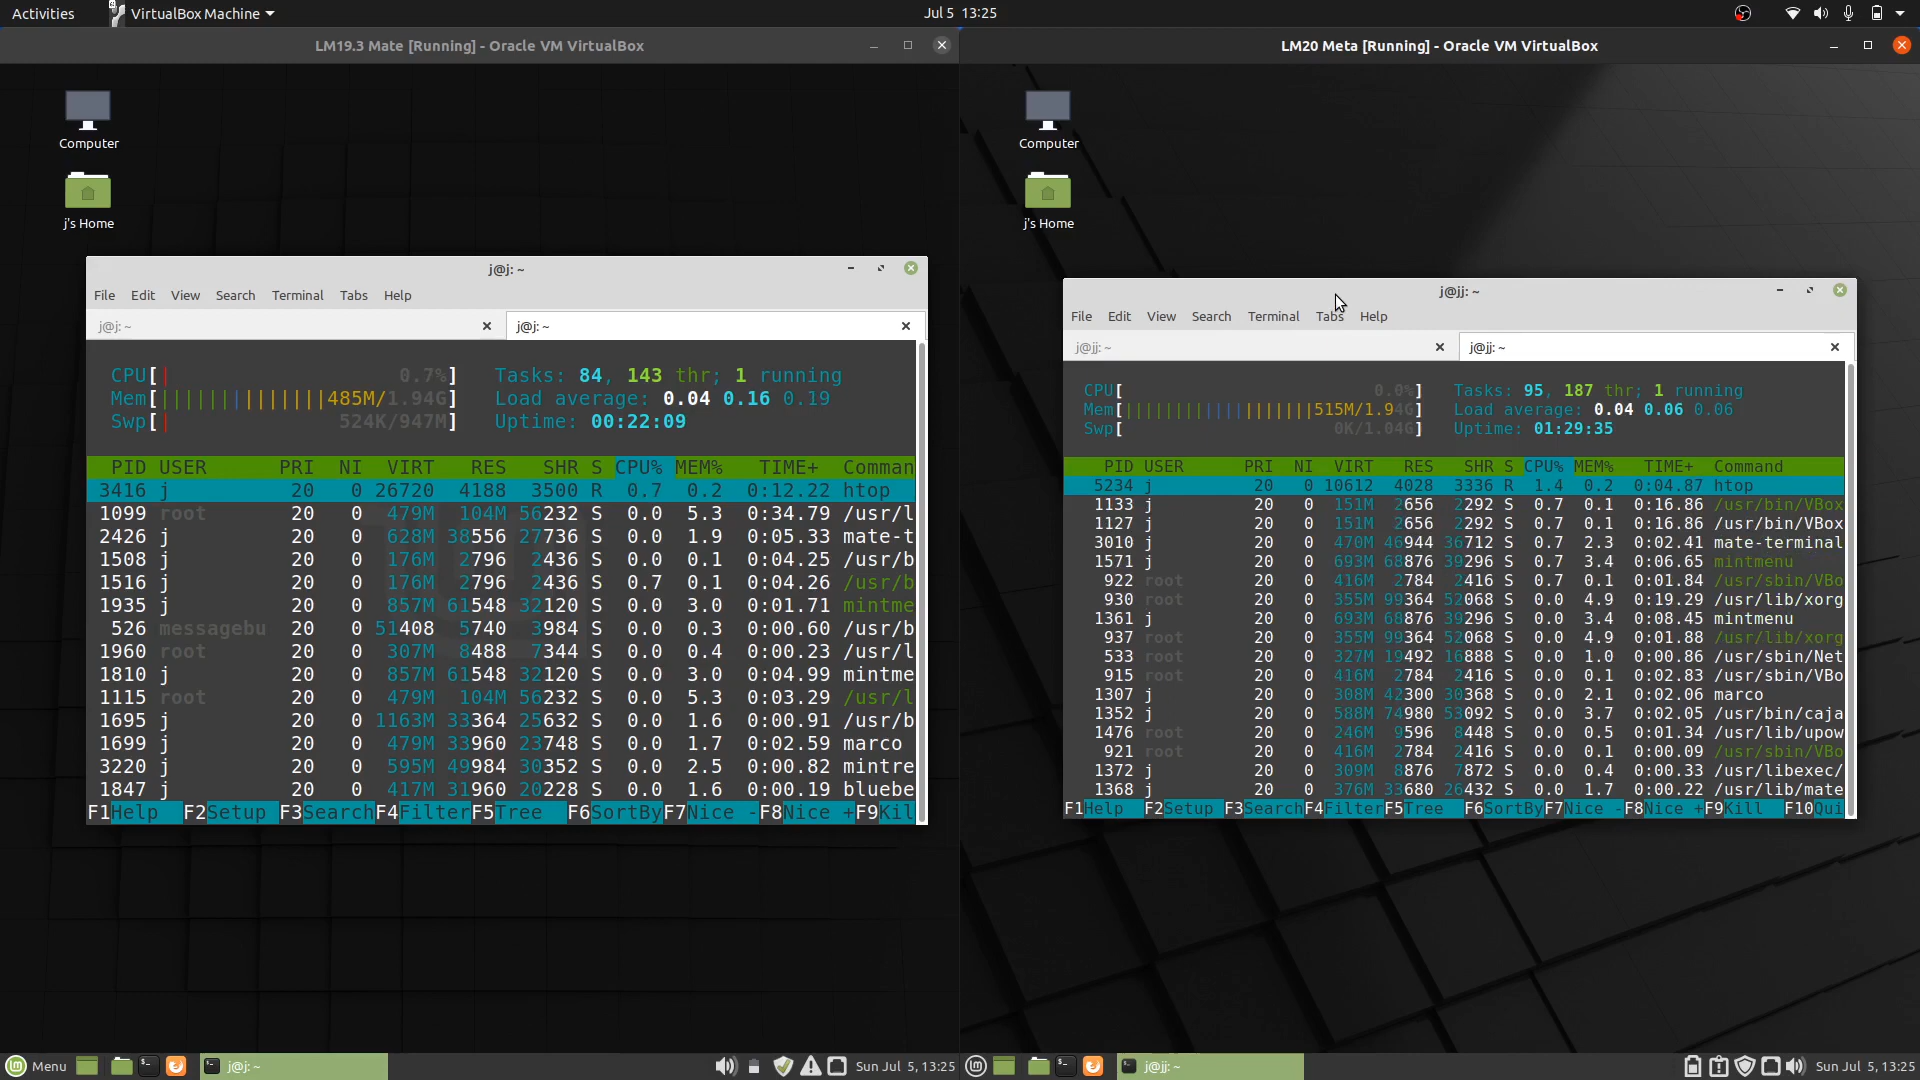 Activities VirtualBox Machine Jul 5 13:25
LM19.3 Mate [Running] - Oracle VM VirtualBox
Computer
j's Home
j@j: ~
File Edit View Search Terminal Tabs Help
j@j: ~ j@j: ~
CPU[| 0.7%] Tasks: 84, 143 thr; 1 running
Mem[||||||||||||||485M/1.94G] Load average: 0.04 0.16 0.19
Swp[| 524K/947M] Uptime: 00:22:09
PID USER PRI NI VIRT RES SHR S CPU% MEM% TIME+ Comman
3416 j 20 0 26720 4188 3500 R 0.7 0.2 0:12.22 htop
1099 root 20 0 479M 104M 56232 S 0.0 5.3 0:34.79 /usr/l
2426 j 20 0 628M 38556 27736 S 0.0 1.9 0:05.33 mate-t
1508 j 20 0 176M 2796 2436 S 0.0 0.1 0:04.25 /usr/b
1516 j 20 0 176M 2796 2436 S 0.7 0.1 0:04.26 /usr/b
1935 j 20 0 857M 61548 32120 S 0.0 3.0 0:01.71 mintme
526 messagebu 20 0 51408 5740 3984 S 0.0 0.3 0:00.60 /usr/b
1960 root 20 0 307M 8488 7344 S 0.0 0.4 0:00.23 /usr/l
1810 j 20 0 857M 61548 32120 S 0.0 3.0 0:04.99 mintme
1115 root 20 0 479M 104M 56232 S 0.0 5.3 0:03.29 /usr/l
1695 j 20 0 1163M 33364 25632 S 0.0 1.6 0:00.91 /usr/b
1699 j 20 0 479M 33960 23748 S 0.0 1.7 0:02.59 marco
3220 j 20 0 595M 49984 30352 S 0.0 2.5 0:00.82 mintre
1847 j 20 0 417M 31960 20228 S 0.0 1.6 0:00.19 bluebe
F1Help F2Setup F3SearchF4FilterF5Tree F6SortByF7Nice -F8Nice +F9Kil
Menu j@j: ~ Sun Jul 5, 13:25
LM20 Meta [Running] - Oracle VM VirtualBox
Computer
j's Home
j@jj: ~
File Edit View Search Terminal Tabs Help
j@jj: ~ j@jj: ~
CPU[ 0.0%] Tasks: 95, 187 thr; 1 running
Mem[|||||||||||||||||||515M/1.94G] Load average: 0.04 0.06 0.06
Swp[ 0K/1.04G] Uptime: 01:29:35
PID USER PRI NI VIRT RES SHR S CPU% MEM% TIME+ Command
5234 j 20 0 10612 4028 3336 R 1.4 0.2 0:04.87 htop
1133 j 20 0 151M 2656 2292 S 0.7 0.1 0:16.86 /usr/bin/VBox
1127 j 20 0 151M 2656 2292 S 0.7 0.1 0:16.86 /usr/bin/VBox
3010 j 20 0 470M 46944 36712 S 0.7 2.3 0:02.41 mate-terminal
1571 j 20 0 693M 68876 39296 S 0.7 3.4 0:06.65 mintmenu
922 root 20 0 416M 2784 2416 S 0.7 0.1 0:01.84 /usr/sbin/VBo
930 root 20 0 355M 99364 52068 S 0.0 4.9 0:19.29 /usr/lib/xorg
1361 j 20 0 693M 68876 39296 S 0.0 3.4 0:08.45 mintmenu
937 root 20 0 355M 99364 52068 S 0.0 4.9 0:01.88 /usr/lib/xorg
533 root 20 0 327M 19492 16888 S 0.0 1.0 0:00.86 /usr/sbin/Net
915 root 20 0 416M 2784 2416 S 0.0 0.1 0:02.83 /usr/sbin/VBo
1307 j 20 0 308M 42300 30368 S 0.0 2.1 0:02.06 marco
1352 j 20 0 588M 74980 53092 S 0.0 3.7 0:02.05 /usr/bin/caja
1476 root 20 0 246M 9596 8448 S 0.0 0.5 0:01.34 /usr/lib/upow
921 root 20 0 416M 2784 2416 S 0.0 0.1 0:00.09 /usr/sbin/VBo
1372 j 20 0 309M 8876 7872 S 0.0 0.4 0:00.33 /usr/libexec/
1368 j 20 0 376M 33680 26432 S 0.0 1.7 0:00.22 /usr/lib/mate
F1Help F2Setup F3SearchF4FilterF5Tree F6SortByF7Nice -F8Nice +F9Kill F10Qui
j@jj: ~ Sun Jul 5, 13:25